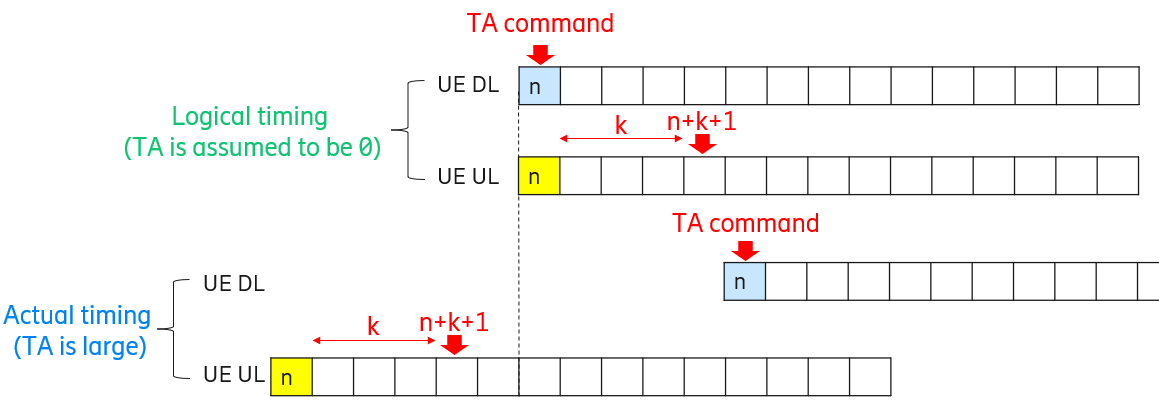 TA command
UE DL
n
Logical timing
(TA is assumed to be 0)
k
n+k+1
UE UL
n
TA command
UE DL
n
Actual timing
(TA is large)
k
n+k+1
UE UL
n